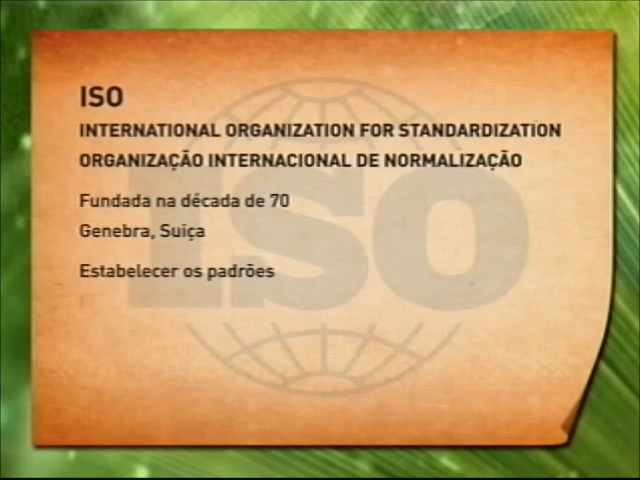 ISO
INTERNATIONAL ORGANIZATION FOR STANDARDIZATION
ORGANIZAÇÃO INTERNACIONAL DE NORMALIZAÇÃO
Fundada na década de 70
Genebra, Suiça
Estabelecer os padrões
ISO